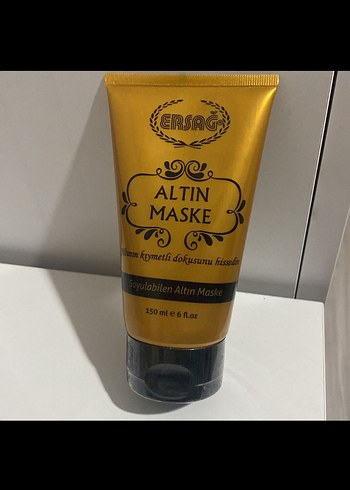 ERSAĞ
ALTIN
MASKE
Altının kıymetli dokusunu hissedin
Soyulabilen Altın Maske
150 ml e 6 fl.oz